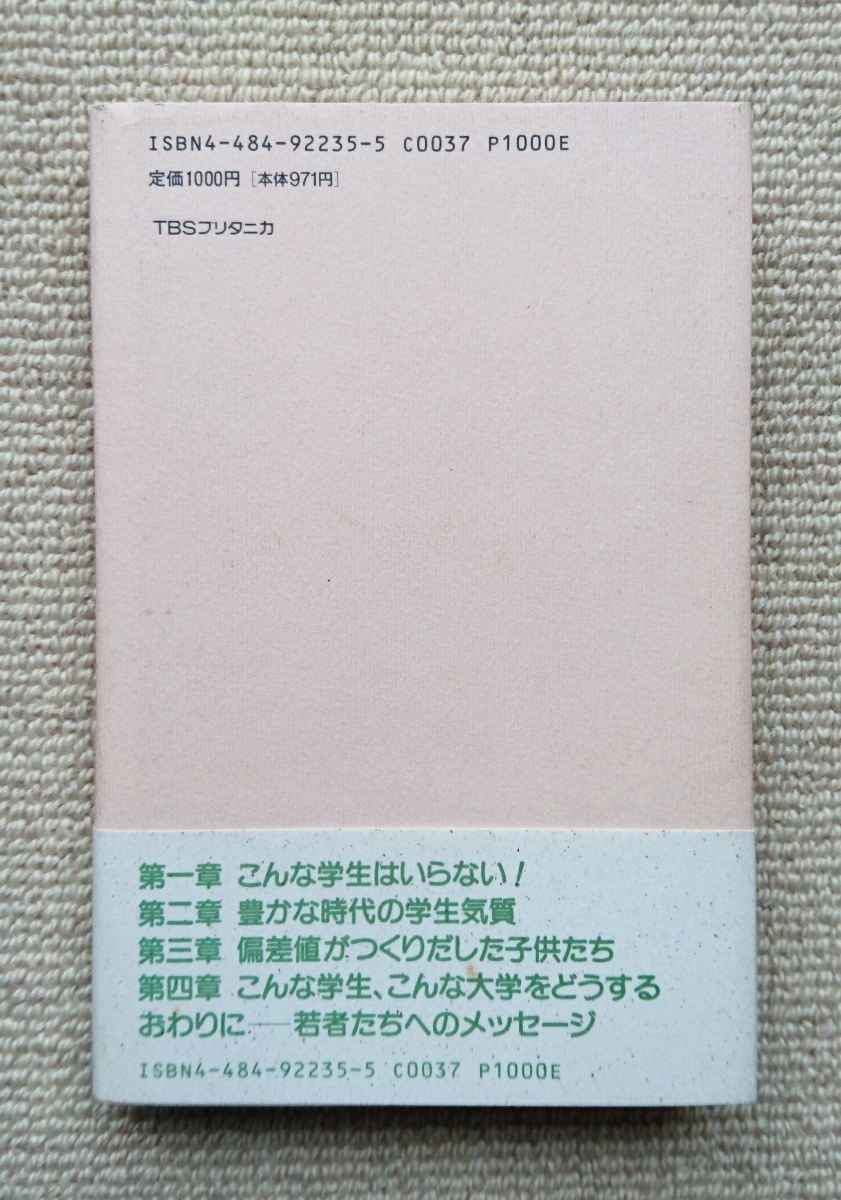 ISBN4-484-92235-5 C0037 P1000E
定価1000円 [本体971円]
TBSブリタニカ
第一章 こんな学生はいらない!
第二章 豊かな時代の学生気質
第三章 偏差値がつくりだした子供たち
第四章 こんな学生、こんな大学をどうする
おわりに──若者たちへのメッセージ
ISBN4-484-92235-5 C0037 P1000E